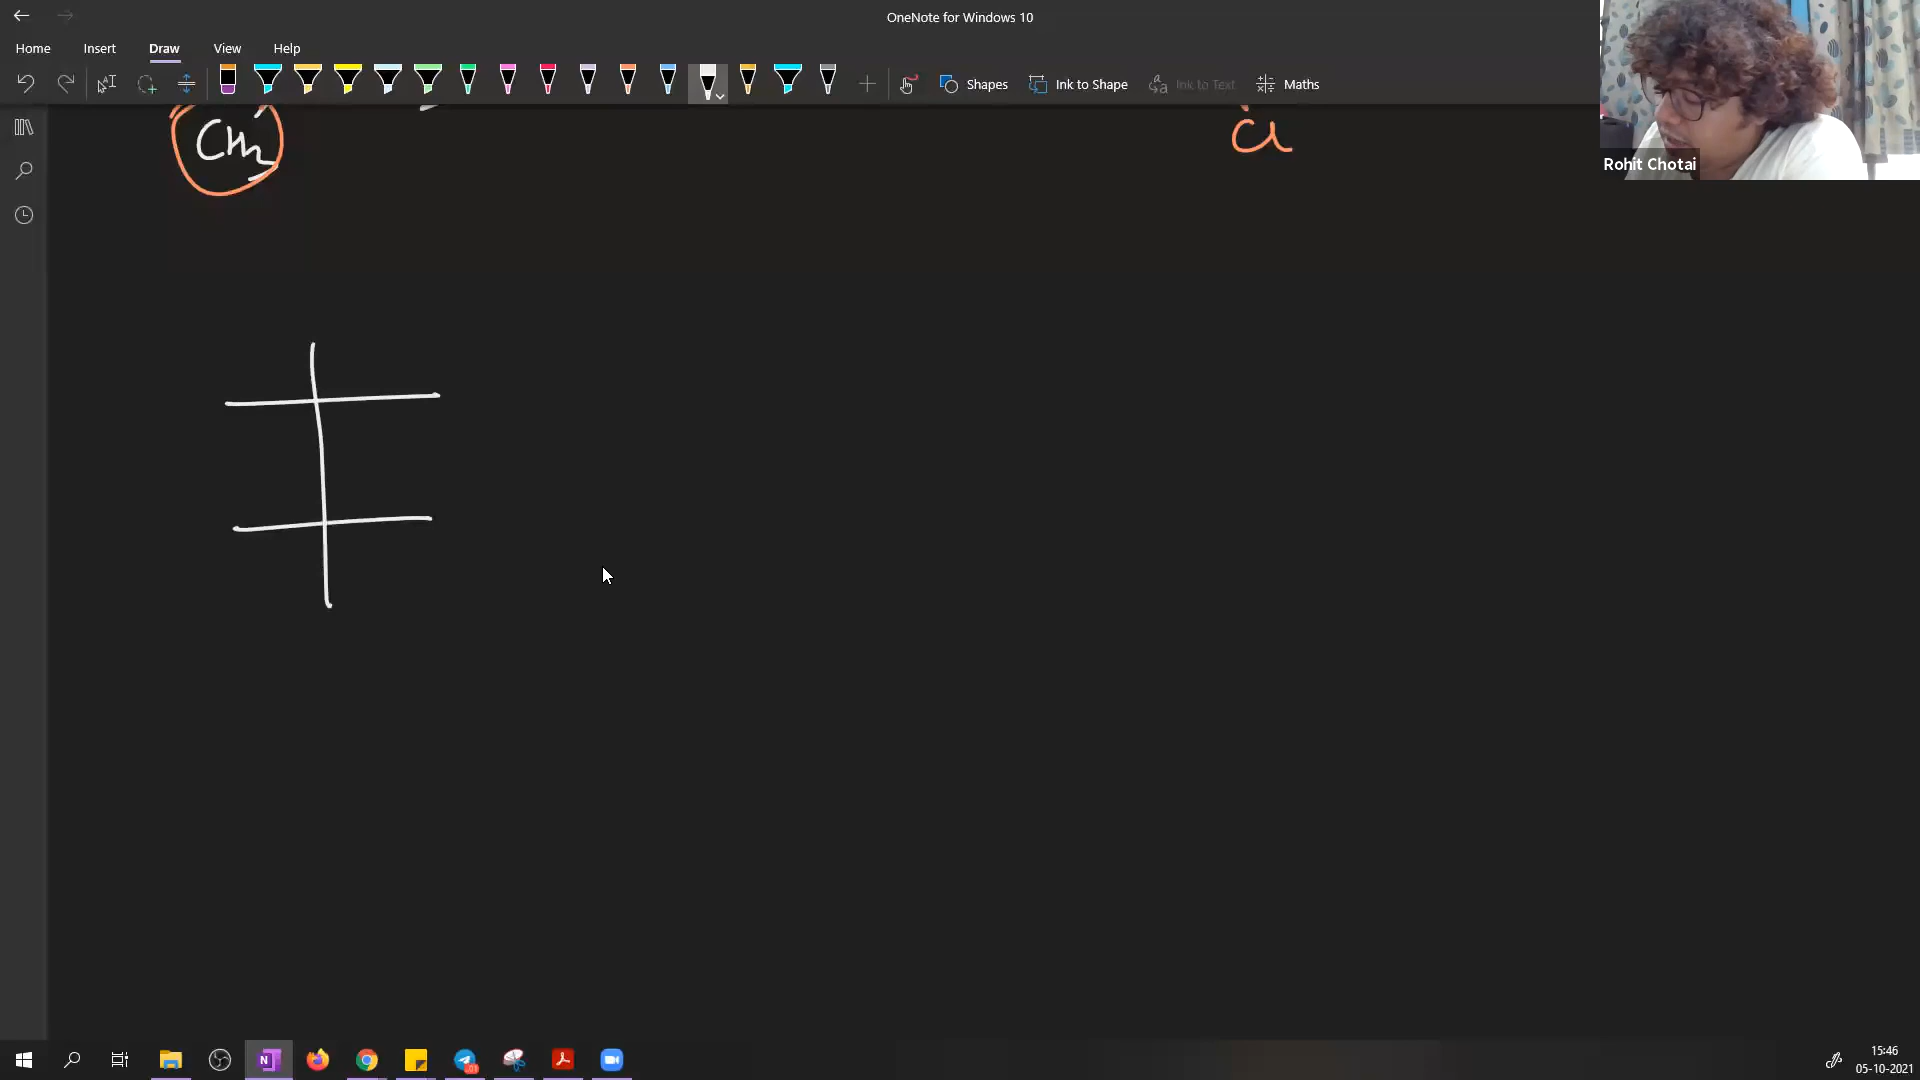 OneNote for Windows 10
Home Insert Draw View Help
Shapes Ink to Shape Ink to Text Maths
CH₂
Cl
Rohit Chotai
15:46
05-10-2021